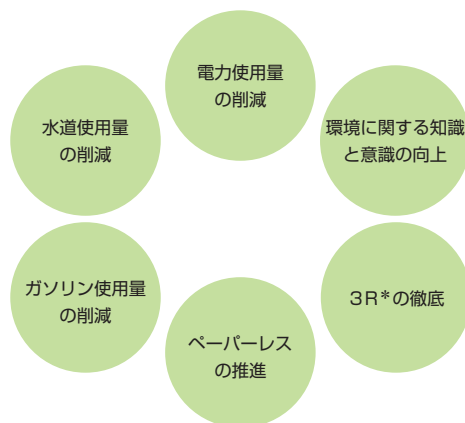 電力使用量
の削減
環境に関する知識
と意識の向上
3R*の徹底
ペーパーレス
の推進
ガソリン使用量
の削減
水道使用量
の削減